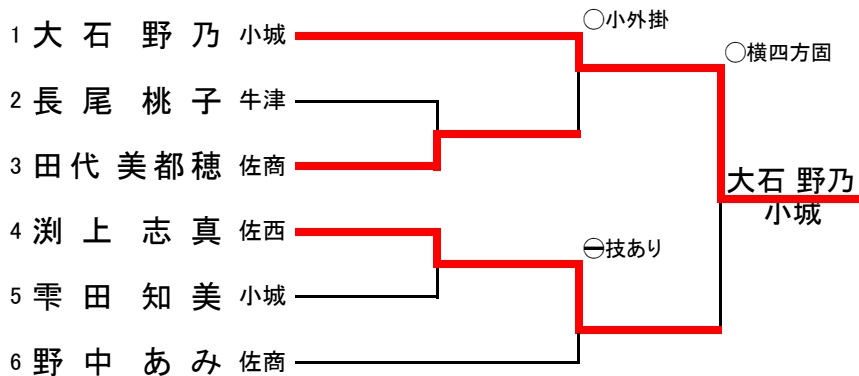 1 大石 野乃 小城
2 長尾 桃子 牛津
3 田代 美都穂 佐商
4 渕上 志真 佐西
5 雫田 知美 小城
6 野中 あみ 佐商
○小外掛
○横四方固
㊀技あり
大石 野乃
小城